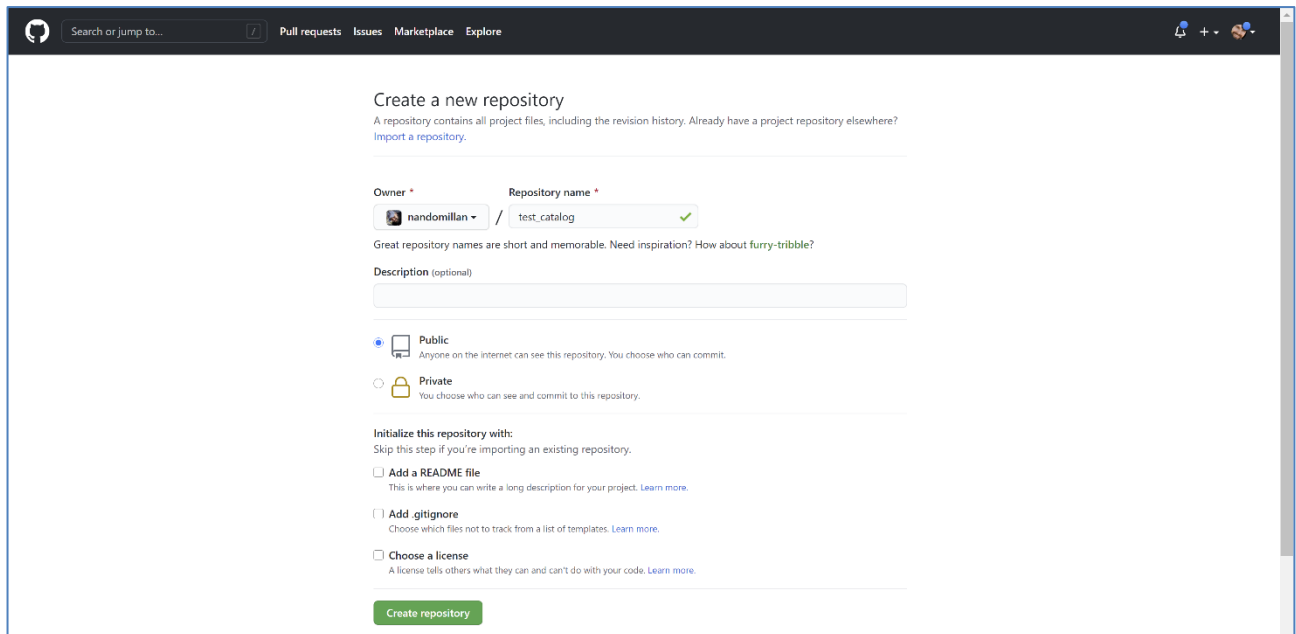 Search or jump to... /
Pull requests Issues Marketplace Explore
Create a new repository
A repository contains all project files, including the revision history. Already have a project repository elsewhere?
Import a repository.
Owner * Repository name *
nandomillan / test_catalog
Great repository names are short and memorable. Need inspiration? How about furry-tribble?
Description (optional)
Public
Anyone on the internet can see this repository. You choose who can commit.
Private
You choose who can see and commit to this repository.
Initialize this repository with:
Skip this step if you're importing an existing repository.
Add a README file
This is where you can write a long description for your project. Learn more.
Add .gitignore
Choose which files not to track from a list of templates. Learn more.
Choose a license
A license tells others what they can and can't do with your code. Learn more.
Create repository